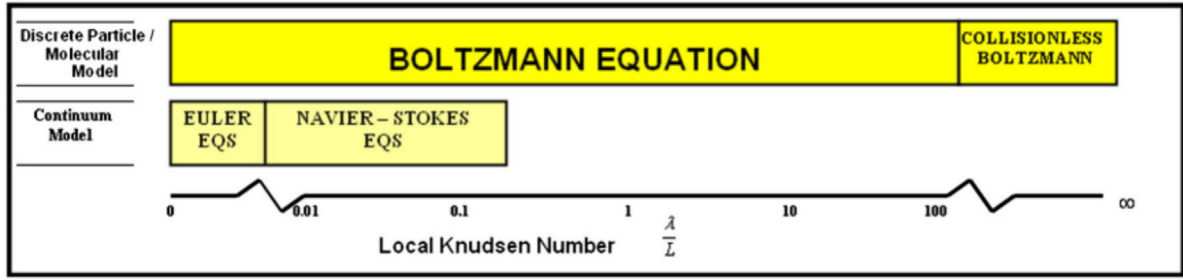 Discrete Particle /
Molecular
Model
BOLTZMANN EQUATION
COLLISIONLESS
BOLTZMANN
Continuum
Model
EULER
EQS
NAVIER – STOKES
EQS
0 0.01 0.1 1 10 100 ∞
Local Knudsen Number λ/L